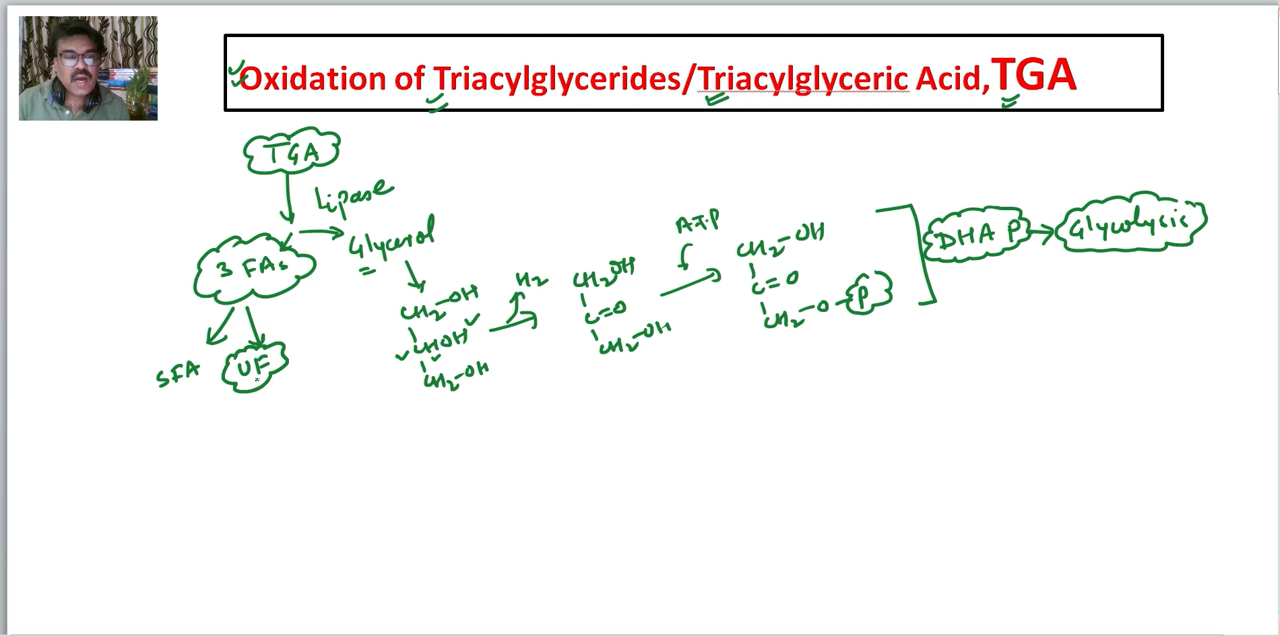 Oxidation of Triacylglycerides/Triacylglyceric Acid,TGA
TGA
Lipase
3 FAs
Glycerol
SFA
UF
CH2-OH
CHOH
CH2-OH
H2
CH2OH
C=O
CH2-OH
ATP
CH2-OH
C=O
CH2-O-P
DHAP
Glycolysis